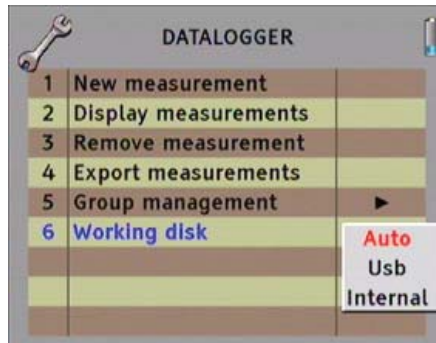 DATALOGGER
1 New measurement
2 Display measurements
3 Remove measurement
4 Export measurements
5 Group management ►
6 Working disk
Auto
Usb
Internal